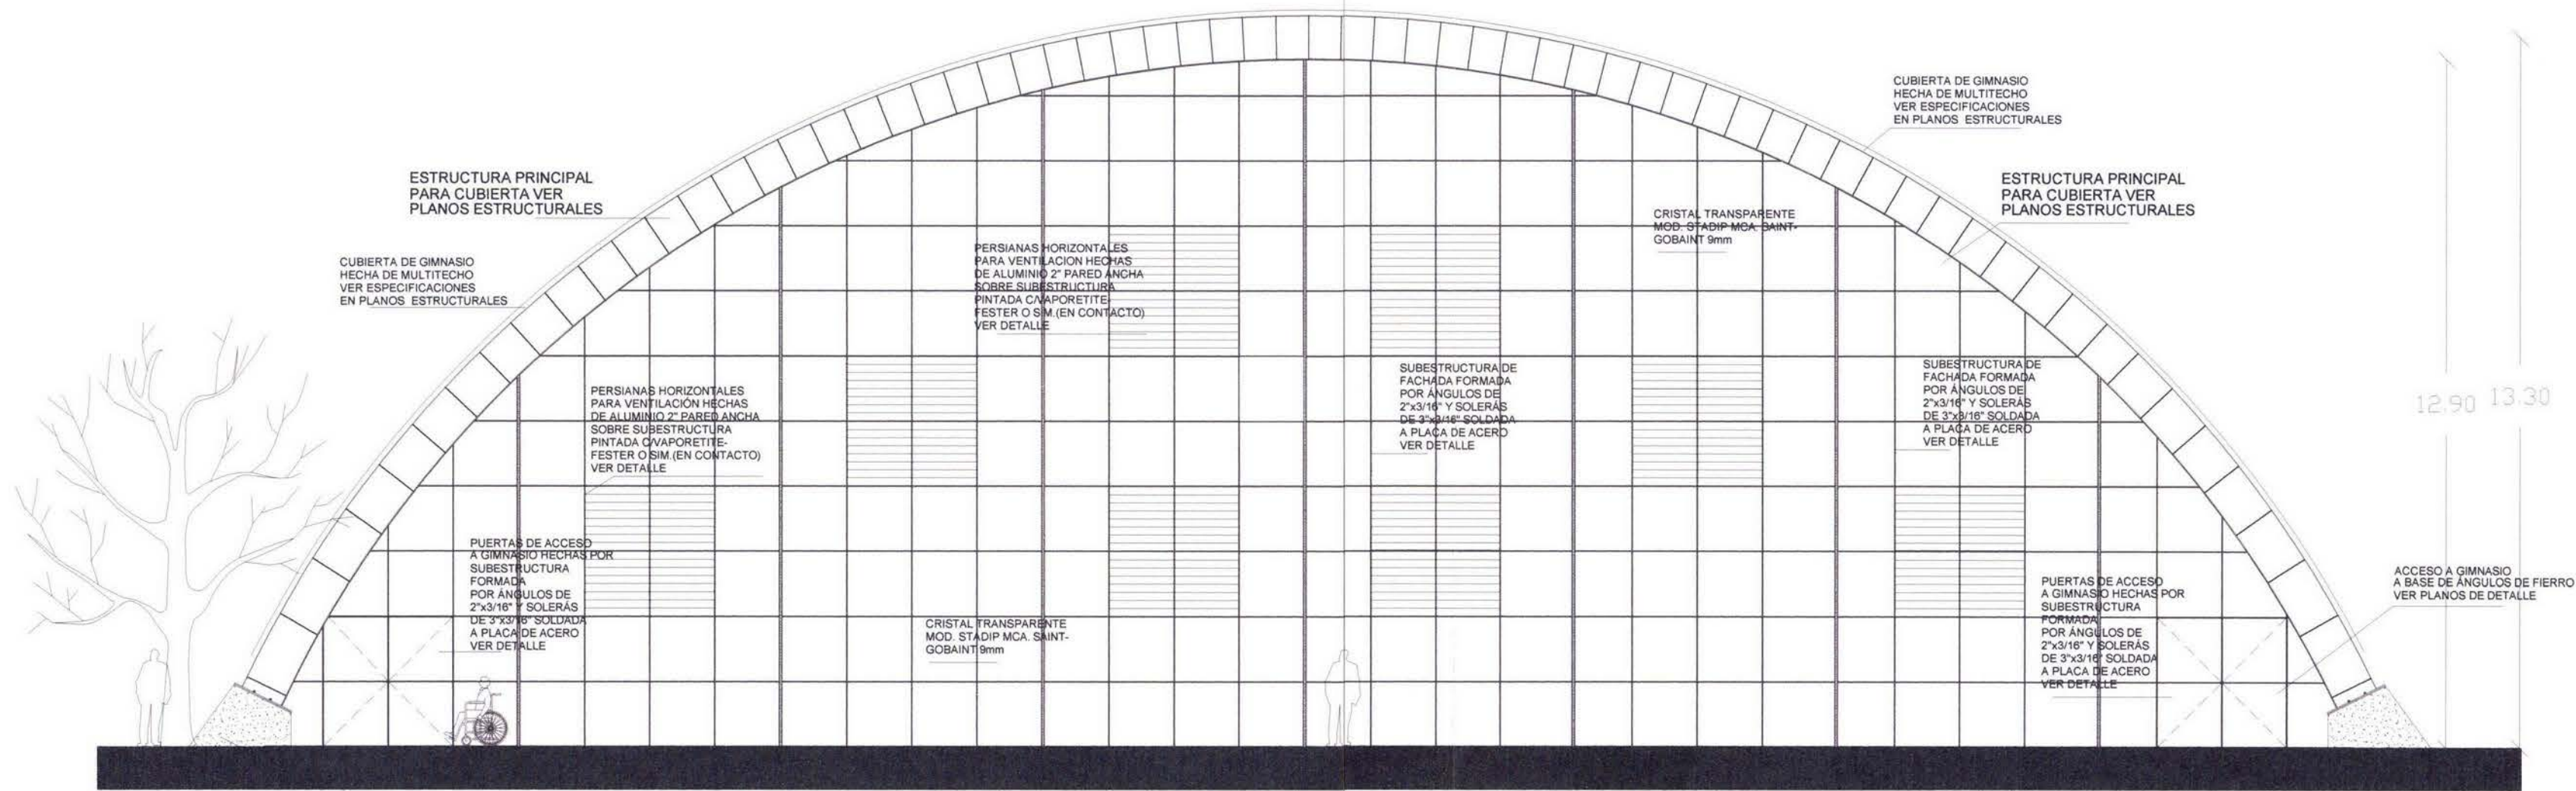 CUBIERTA DE GIMNASIO
HECHA DE MULTITECHO
VER ESPECIFICACIONES
EN PLANOS ESTRUCTURALES
ESTRUCTURA PRINCIPAL
PARA CUBIERTA VER
PLANOS ESTRUCTURALES
ESTRUCTURA PRINCIPAL
PARA CUBIERTA VER
PLANOS ESTRUCTURALES
CRISTAL TRANSPARENTE
MOD. STADIP MCA. SAINT-
GOBAINT 9mm
PERSIANAS HORIZONTALES
PARA VENTILACION HECHAS
DE ALUMINIO 2" PARED ANCHA
SOBRE SUBESTRUCTURA
PINTADA C/VAPORETITE-
FESTER O SIM.(EN CONTACTO)
VER DETALLE
CUBIERTA DE GIMNASIO
HECHA DE MULTITECHO
VER ESPECIFICACIONES
EN PLANOS ESTRUCTURALES
SUBESTRUCTURA DE
FACHADA FORMADA
POR ÁNGULOS DE
2"x3/16" Y SOLERÁS
DE 3"x3/16" SOLDADA
A PLACA DE ACERO
VER DETALLE
SUBESTRUCTURA DE
FACHADA FORMADA
POR ÁNGULOS DE
2"x3/16" Y SOLERÁS
DE 3"x3/16" SOLDADA
A PLACA DE ACERO
VER DETALLE
12.90 13.30
PERSIANAS HORIZONTALES
PARA VENTILACIÓN HECHAS
DE ALUMINIO 2" PARED ANCHA
SOBRE SUBESTRUCTURA
PINTADA C/VAPORETITE-
FESTER O SIM.(EN CONTACTO)
VER DETALLE
PUERTAS DE ACCESO
A GIMNASIO HECHAS POR
SUBESTRUCTURA
FORMADA
POR ÁNGULOS DE
2"x3/16" Y SOLERÁS
DE 3"x3/16" SOLDADA
A PLACA DE ACERO
VER DETALLE
CRISTAL TRANSPARENTE
MOD. STADIP MCA. SAINT-
GOBAINT 9mm
PUERTAS DE ACCESO
A GIMNASIO HECHAS POR
SUBESTRUCTURA
FORMADA
POR ÁNGULOS DE
2"x3/16" Y SOLERÁS
DE 3"x3/16" SOLDADA
A PLACA DE ACERO
VER DETALLE
ACCESO A GIMNASIO
A BASE DE ÁNGULOS DE FIERRO
VER PLANOS DE DETALLE